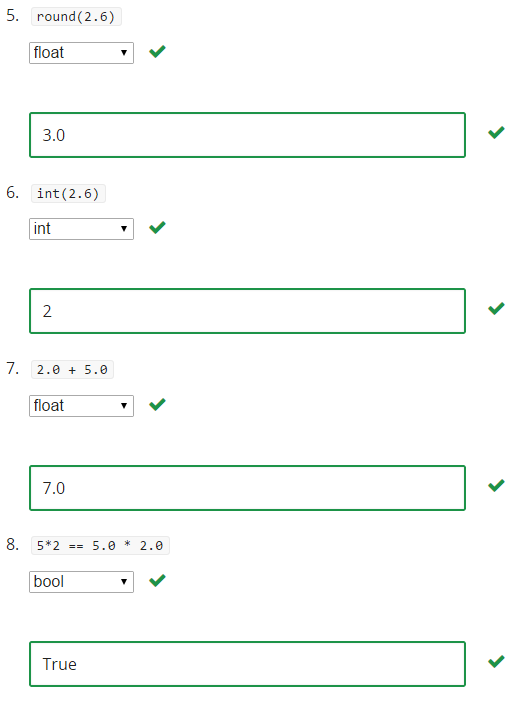 5. round(2.6)
float
3.0
6. int(2.6)
int
2
7. 2.0 + 5.0
float
7.0
8. 5*2 == 5.0 * 2.0
bool
True